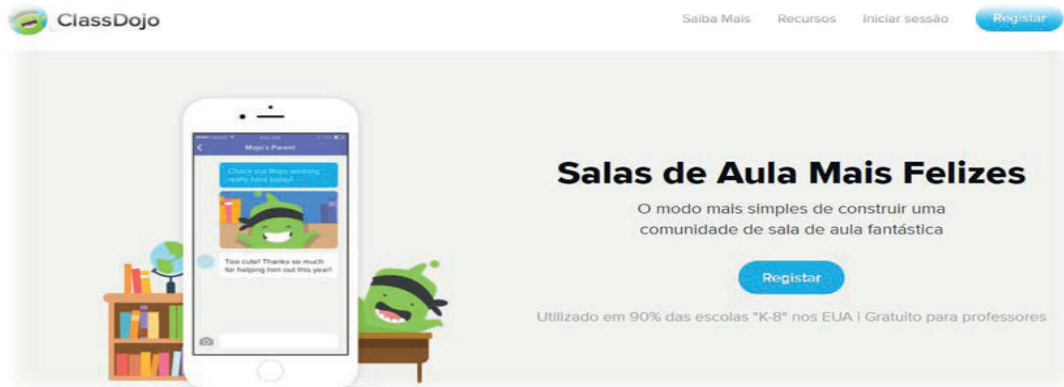 ClassDojo
Saiba Mais Recursos Iniciar sessão Registar
Mojo's Parent
Check out Mojo working
really hard today!
Too cute! Thanks so much
for helping him out this year!
Salas de Aula Mais Felizes
O modo mais simples de construir uma
comunidade de sala de aula fantástica
Registar
Utilizado em 90% das escolas "K-8" nos EUA | Gratuito para professores